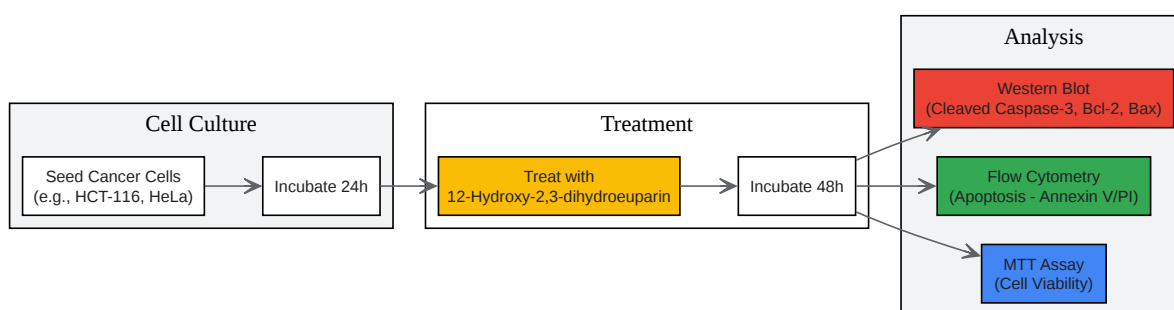 Cell Culture
Seed Cancer Cells
(e.g., HCT-116, HeLa)
Incubate 24h
Treatment
Treat with
12-Hydroxy-2,3-dihydroeuparin
Incubate 48h
Analysis
Western Blot
(Cleaved Caspase-3, Bcl-2, Bax)
Flow Cytometry
(Apoptosis - Annexin V/PI)
MTT Assay
(Cell Viability)